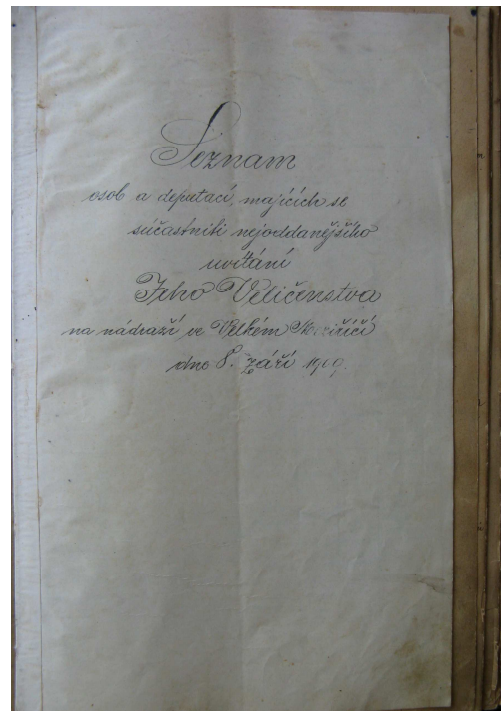 Seznam
osob a deputací, majících se
súčastniti nejoddanějšího
uvítání
Jeho Veličenstva
na nádraží ve Velkém Meziříčí
dne 8. září 1909.